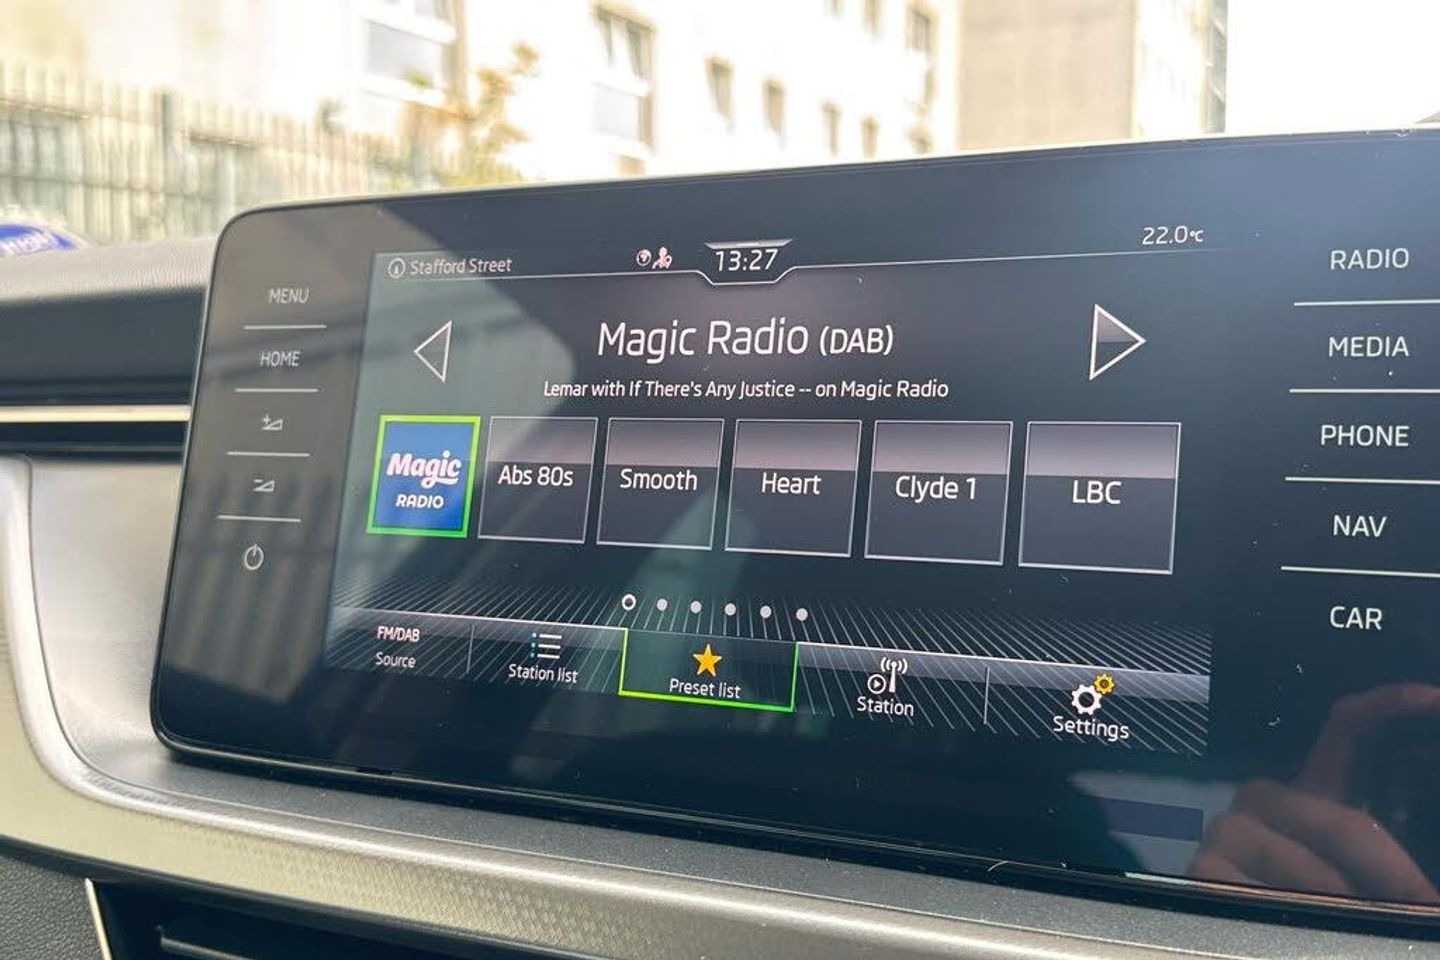 Stafford Street
13:27
22.0°C
MENU
HOME
Magic Radio (DAB)
Lemar with If There's Any Justice -- on Magic Radio
Magic
RADIO
Abs 80s
Smooth
Heart
Clyde 1
LBC
FM/DAB
Source
Station list
Preset list
Station
Settings
RADIO
MEDIA
PHONE
NAV
CAR